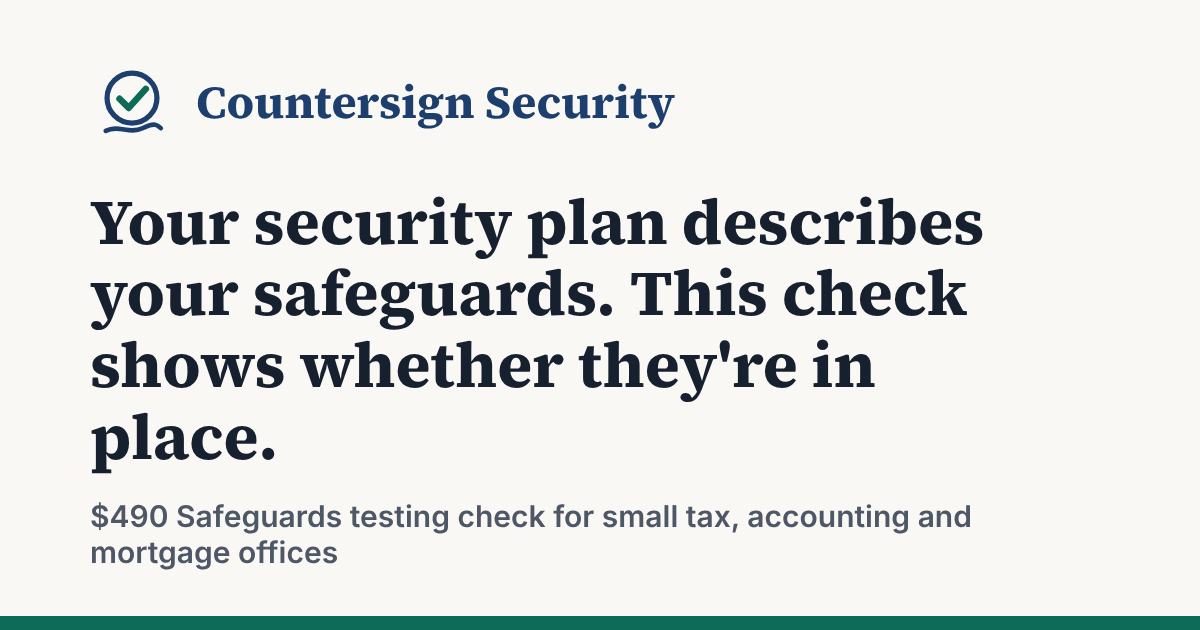 Countersign Security
Your security plan describes
your safeguards. This check
shows whether they're in
place.
$490 Safeguards testing check for small tax, accounting and
mortgage offices